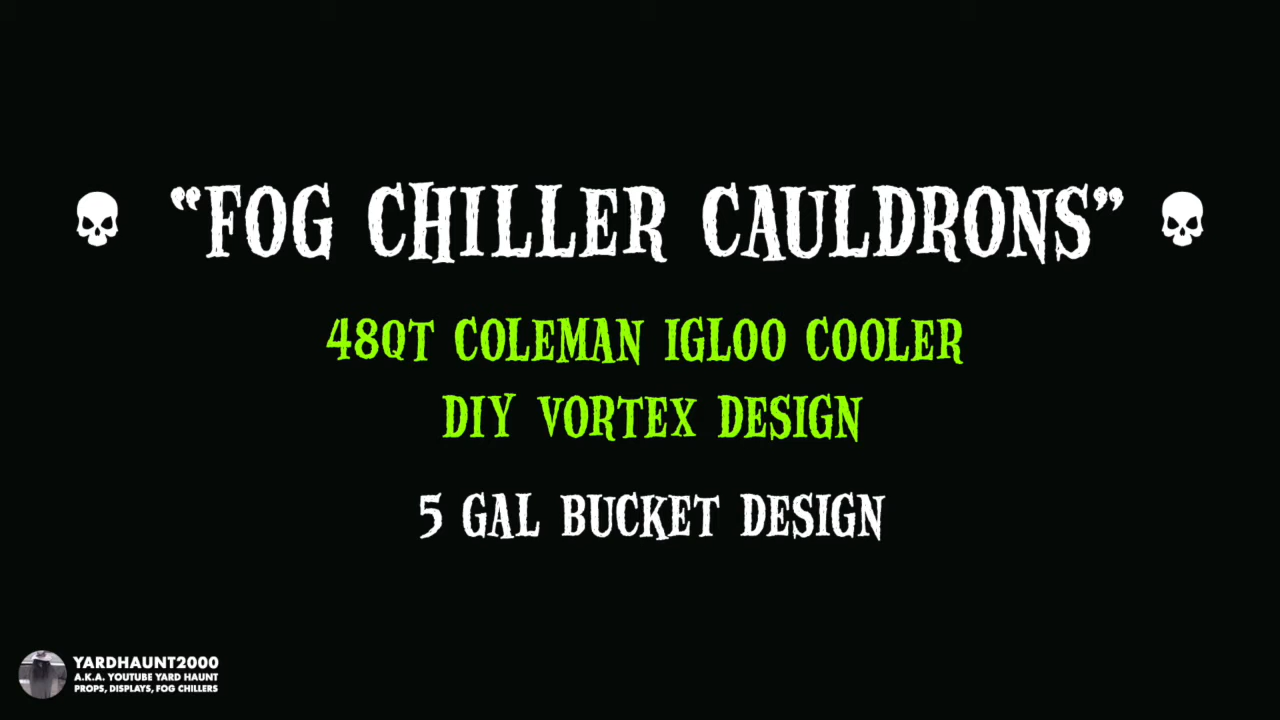 “FOG CHILLER CAULDRONS”
48QT COLEMAN IGLOO COOLER
DIY VORTEX DESIGN
5 GAL BUCKET DESIGN
YARDHAUNT2000
A.K.A. YOUTUBE YARD HAUNT
PROPS, DISPLAYS, FOG CHILLERS